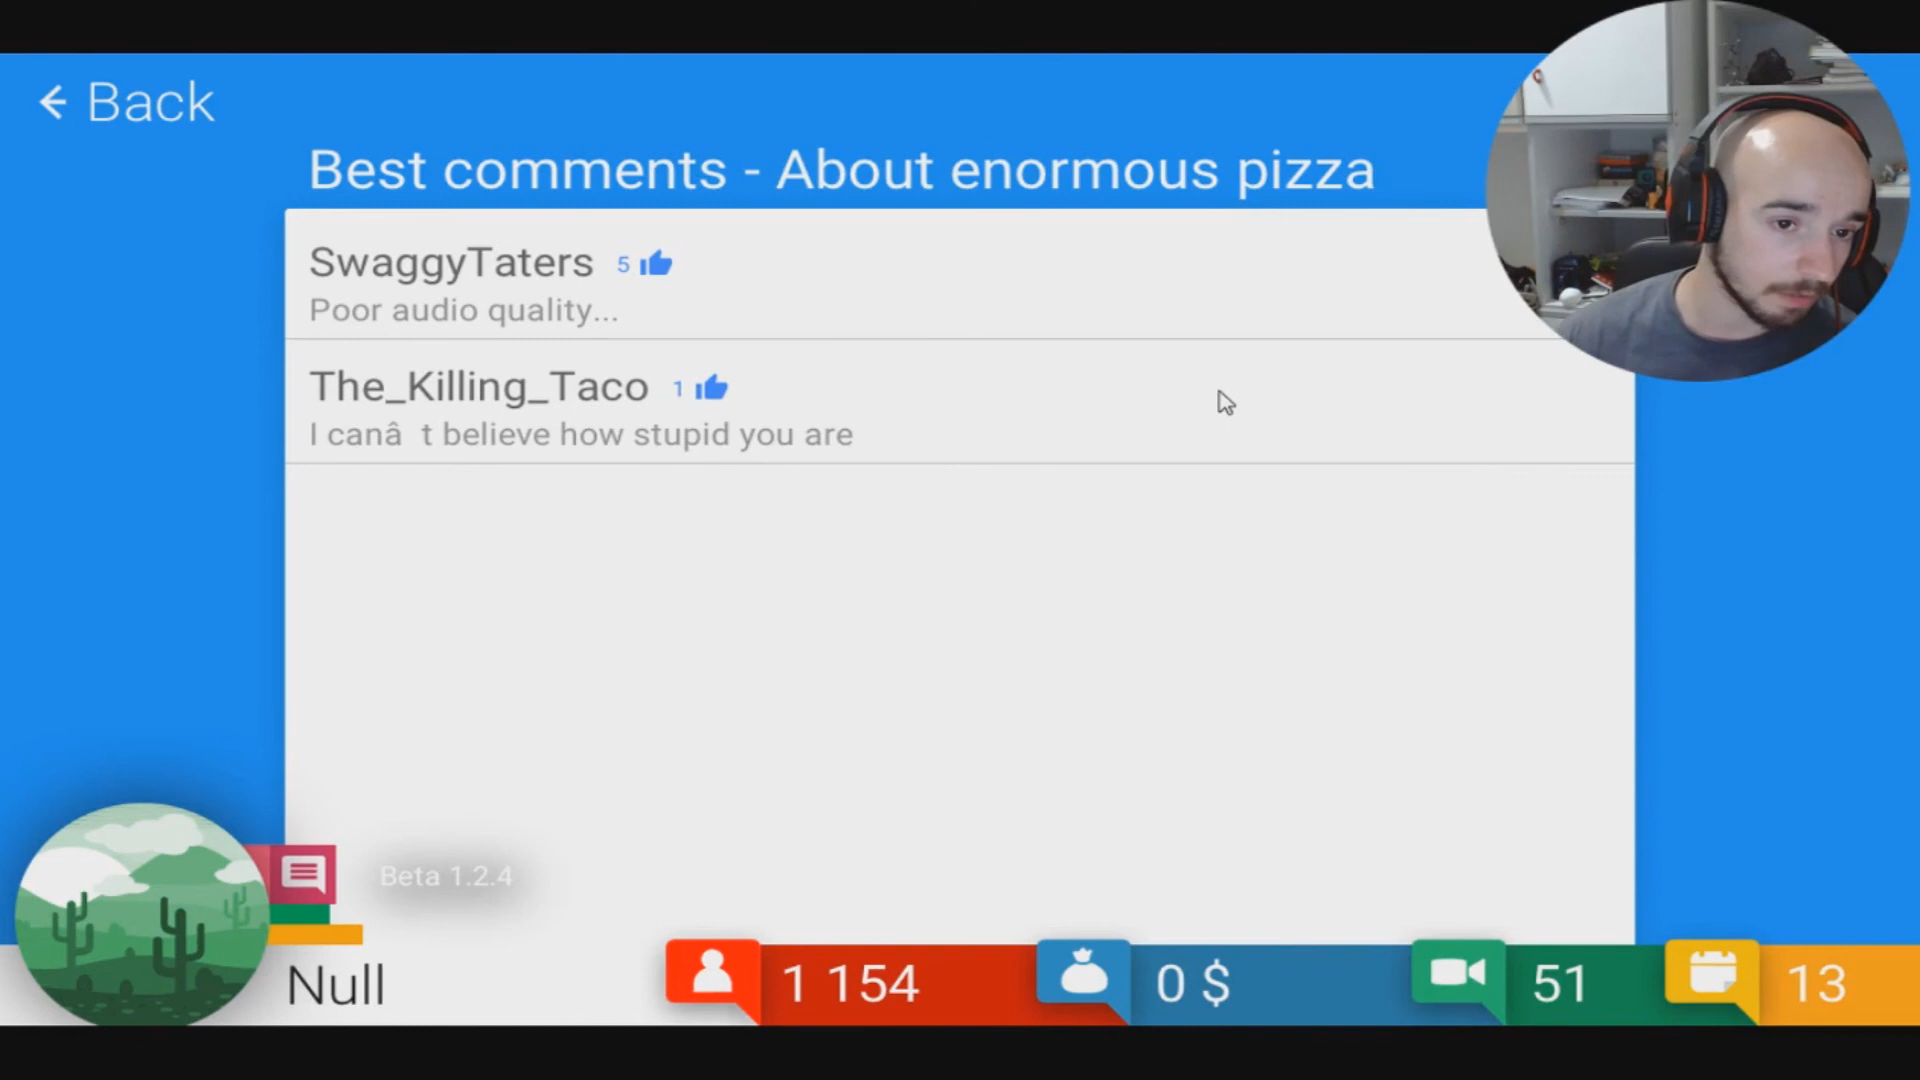 Back
Best comments - About enormous pizza
SwaggyTaters 5
Poor audio quality...
The_Killing_Taco 1
I canâ t believe how stupid you are
Beta 1.2.4
Null
1 154
0 $
51
13